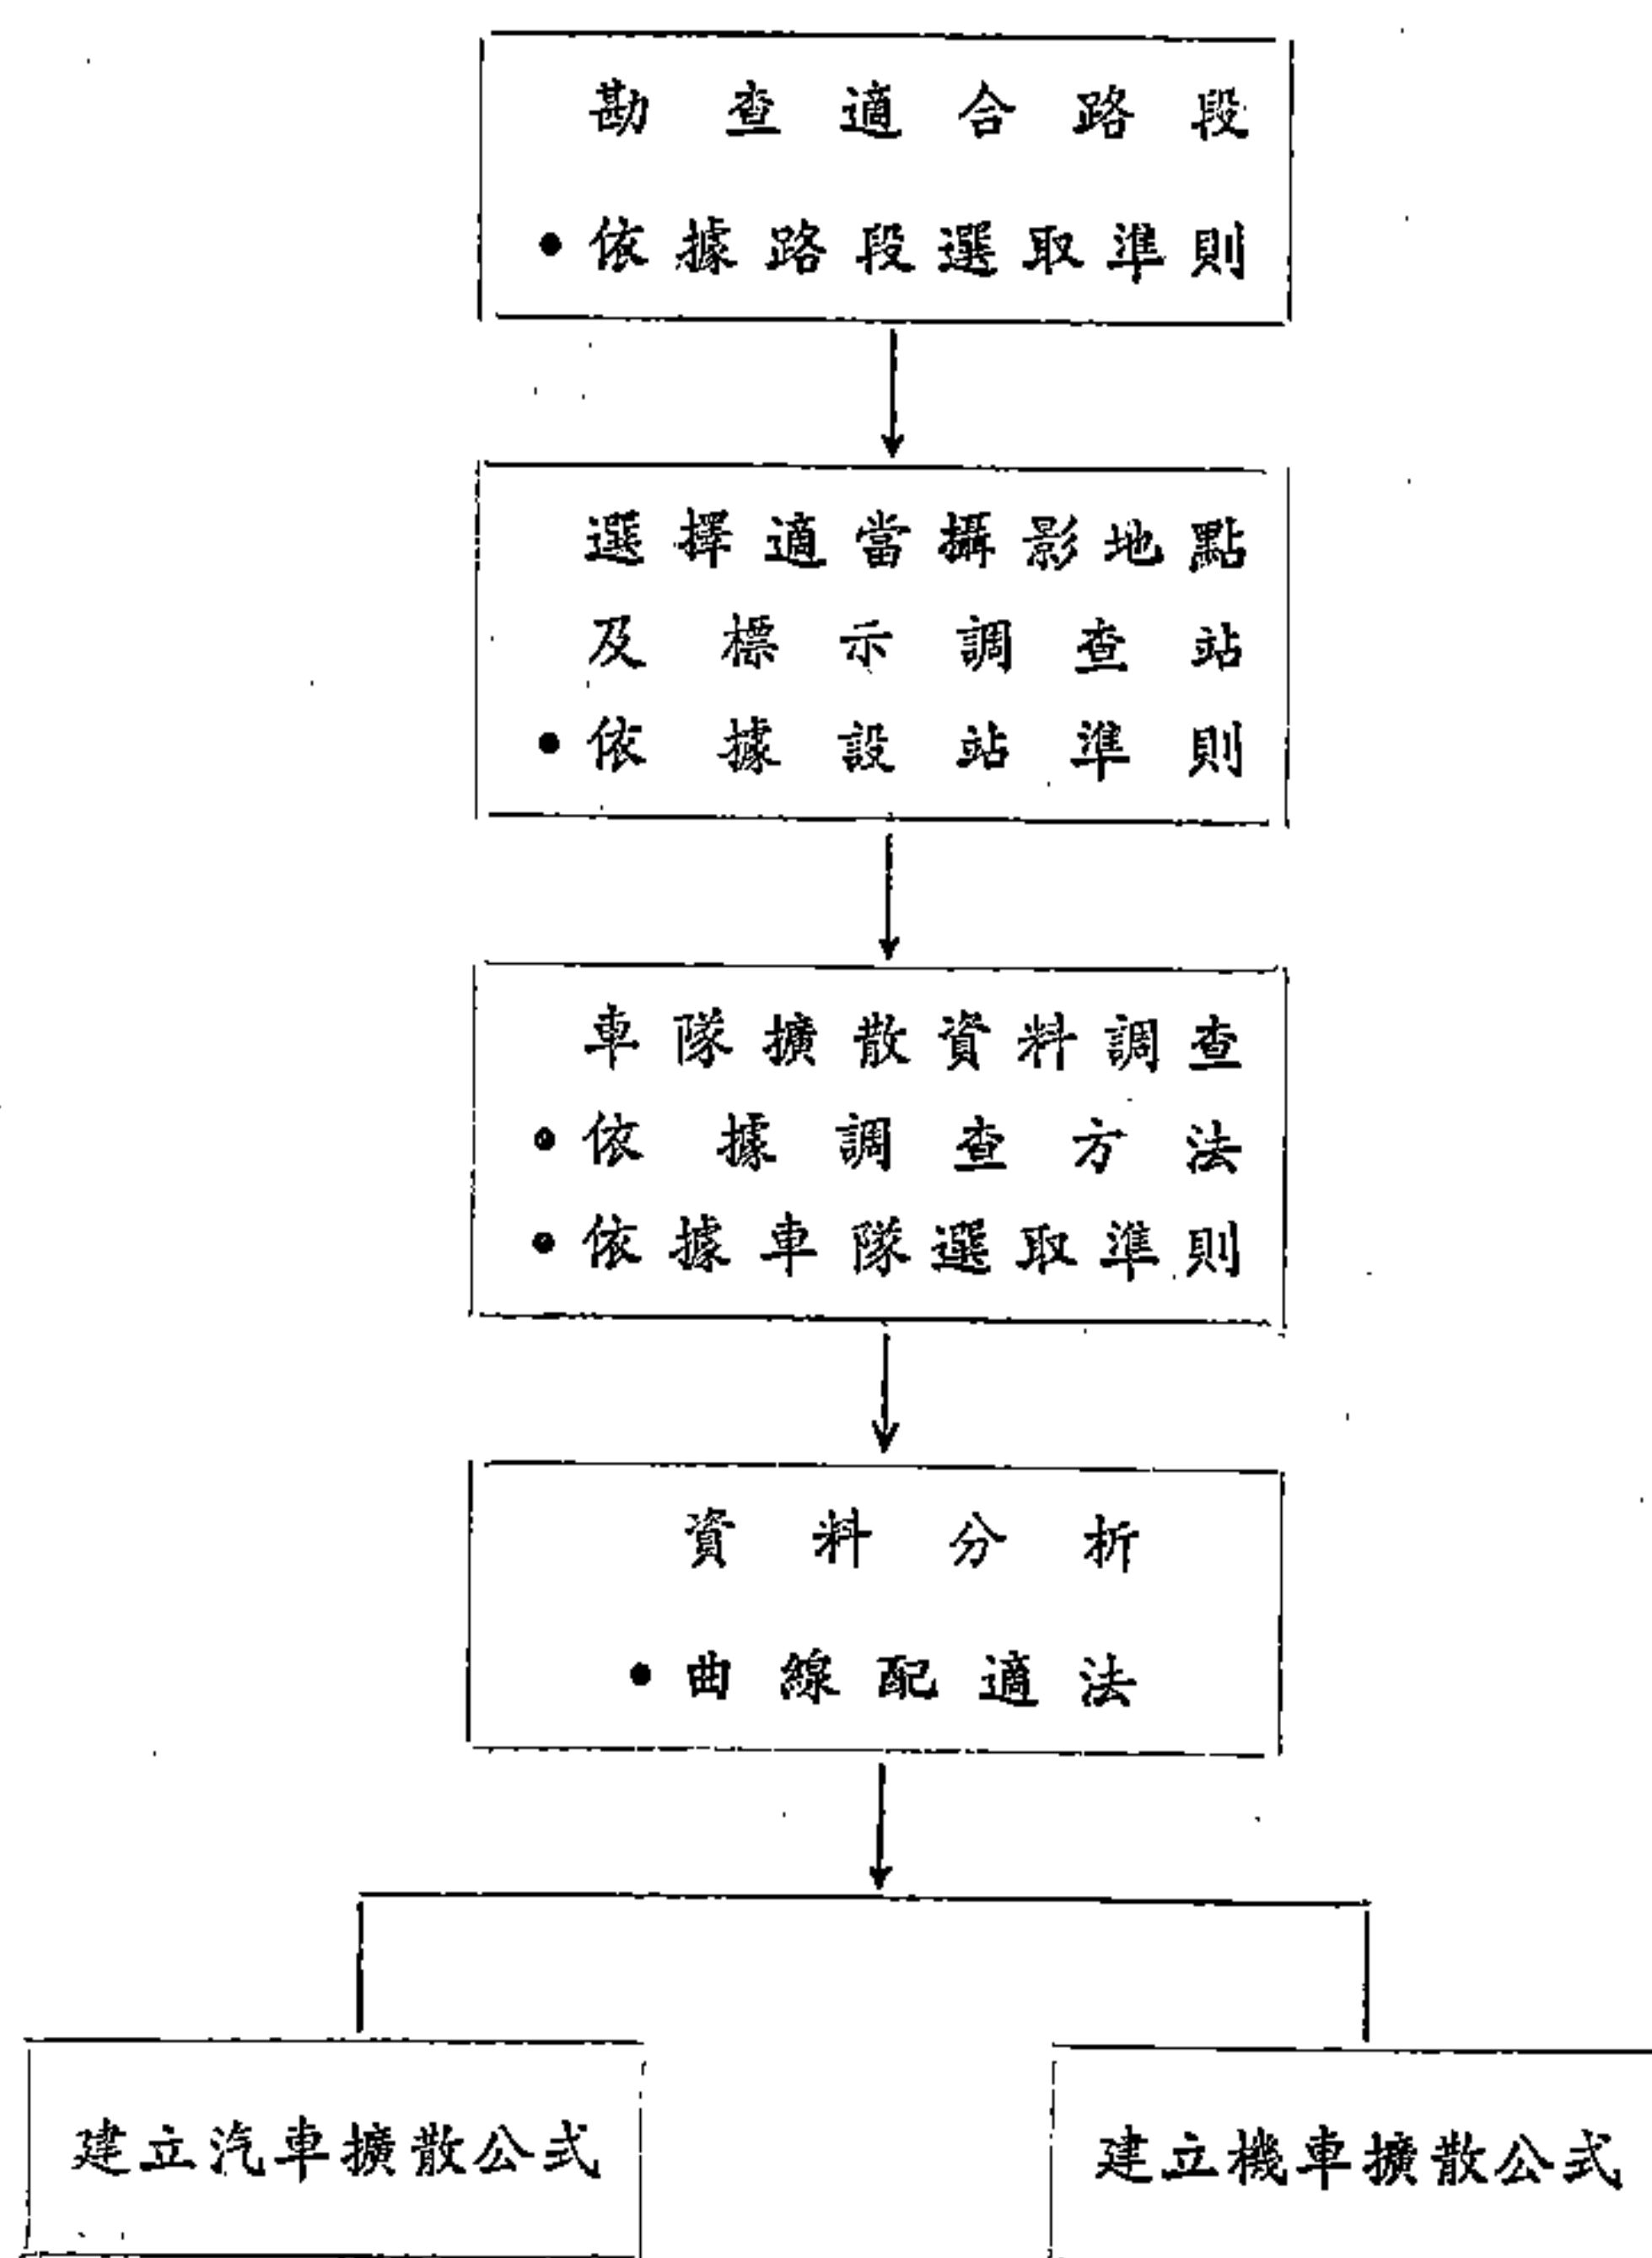 勘查適合路段
•依據路段選取準則
選擇適當攝影地點
及標示調查站
•依據設站準則
車隊擴散資料調查
•依據調查方法
•依據車隊選取準則
資料分析
•曲線配適法
建立汽車擴散公式
建立機車擴散公式